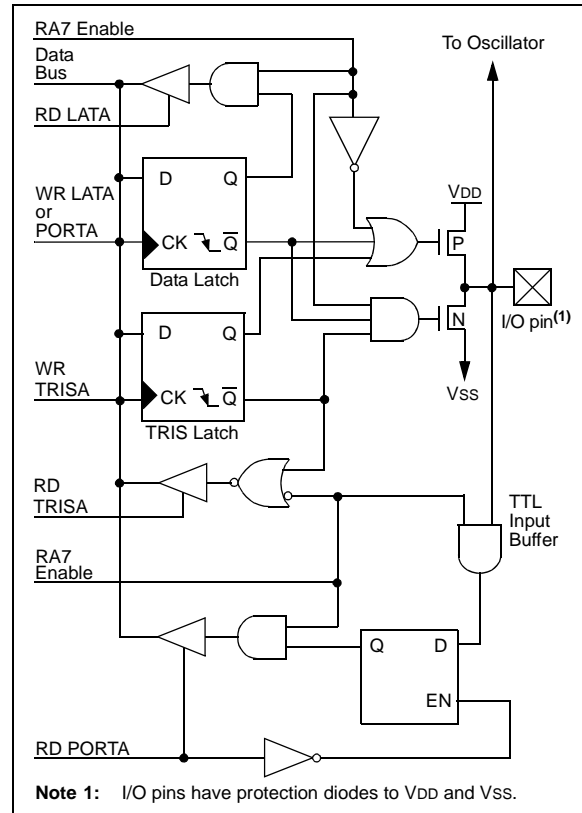 RA7 Enable
Data
Bus
To Oscillator
RD LATA
WR LATA
or
PORTA
D Q
CK Q
Data Latch
VDD
P
N
I/O pin(1)
VSS
D Q
WR
TRISA
CK Q
TRIS Latch
RD
TRISA
TTL
Input
Buffer
RA7
Enable
Q D
EN
RD PORTA
Note 1: I/O pins have protection diodes to VDD and VSS.